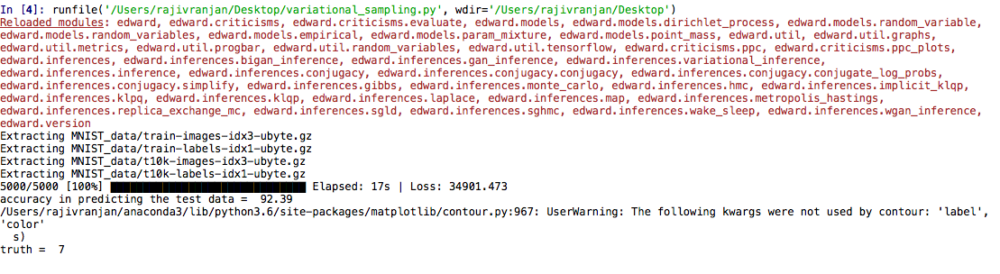 In [4]: runfile('/Users/rajivranjan/Desktop/variational_sampling.py', wdir='/Users/rajivranjan/Desktop')
Reloaded modules: edward, edward.criticisms, edward.criticisms.evaluate, edward.models, edward.models.dirichlet_process, edward.models.random_variable,
edward.models.random_variables, edward.models.empirical, edward.models.param_mixture, edward.models.point_mass, edward.util, edward.util.graphs,
edward.util.metrics, edward.util.progbar, edward.util.random_variables, edward.util.tensorflow, edward.criticisms.ppc, edward.criticisms.ppc_plots,
edward.inferences, edward.inferences.bigan_inference, edward.inferences.gan_inference, edward.inferences.variational_inference,
edward.inferences.inference, edward.inferences.conjugacy, edward.inferences.conjugacy.conjugacy, edward.inferences.conjugacy.conjugate_log_probs,
edward.inferences.conjugacy.simplify, edward.inferences.gibbs, edward.inferences.monte_carlo, edward.inferences.hmc, edward.inferences.implicit_klqp,
edward.inferences.klpq, edward.inferences.klqp, edward.inferences.laplace, edward.inferences.map, edward.inferences.metropolis_hastings,
edward.inferences.replica_exchange_mc, edward.inferences.sgld, edward.inferences.sghmc, edward.inferences.wake_sleep, edward.inferences.wgan_inference,
edward.version
Extracting MNIST_data/train-images-idx3-ubyte.gz
Extracting MNIST_data/train-labels-idx1-ubyte.gz
Extracting MNIST_data/t10k-images-idx3-ubyte.gz
Extracting MNIST_data/t10k-labels-idx1-ubyte.gz
5000/5000 [100%] ██████████████████████████████ Elapsed: 17s | Loss: 34901.473
accuracy in predicting the test data =  92.39
/Users/rajivranjan/anaconda3/lib/python3.6/site-packages/matplotlib/contour.py:967: UserWarning: The following kwargs were not used by contour: 'label',
'color'
  s)
truth =  7